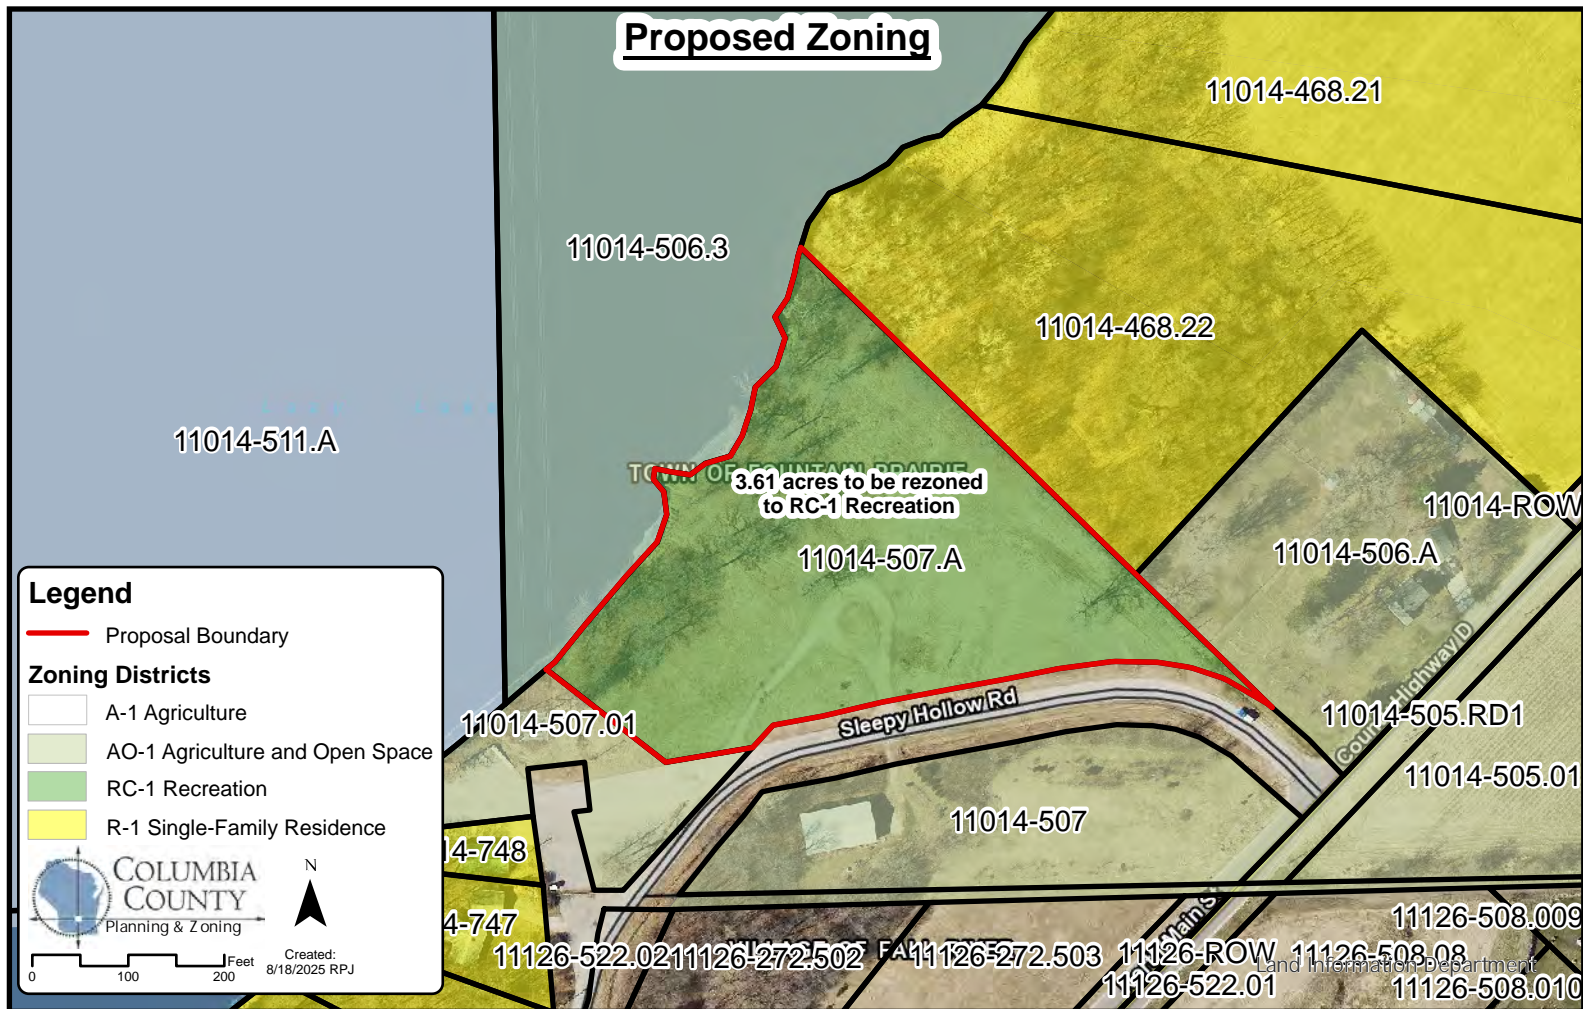 Proposed Zoning
11014-468.21
11014-506.3
11014-468.22
11014-511.A
TOWN OF FOUNTAIN PRAIRIE
3.61 acres to be rezoned
to RC-1 Recreation
11014-ROW
11014-507.A
11014-506.A
County Highway D
Sleepy Hollow Rd
11014-507.01
11014-505.RD1
11014-505.01
11014-507
14-748
4-747
Main St
11126-508.009
11126-522.02
11126-272.502
11126-272.503
11126-ROW
11126-508.08
Land Information Department
11126-522.01
11126-508.010
Legend
Proposal Boundary
Zoning Districts
A-1 Agriculture
AO-1 Agriculture and Open Space
RC-1 Recreation
R-1 Single-Family Residence
COLUMBIA
COUNTY
Planning & Zoning
N
Feet
0 100 200
Created:
8/18/2025 RPJ